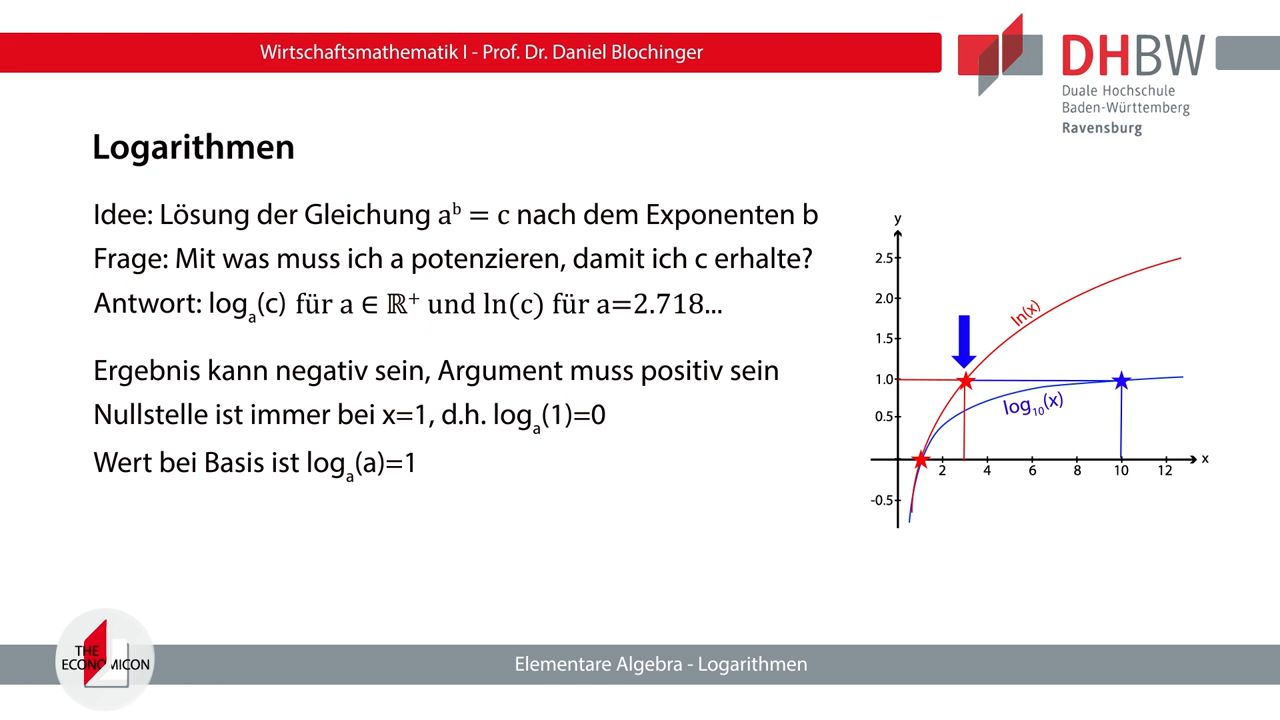 Wirtschaftsmathematik I - Prof. Dr. Daniel Blochinger
DHBW
Duale Hochschule
Baden-Württemberg
Ravensburg
Logarithmen
Idee: Lösung der Gleichung aᵇ = c nach dem Exponenten b
Frage: Mit was muss ich a potenzieren, damit ich c erhalte?
Antwort: logₐ(c) für a ∈ ℝ⁺ und ln(c) für a=2.718...
Ergebnis kann negativ sein, Argument muss positiv sein
Nullstelle ist immer bei x=1, d.h. logₐ(1)=0
Wert bei Basis ist logₐ(a)=1
y
2.5
2.0
1.5
1.0
0.5
-0.5
ln(x)
log₁₀(x)
2 4 6 8 10 12 x
THE
ECONOMICON
Elementare Algebra - Logarithmen